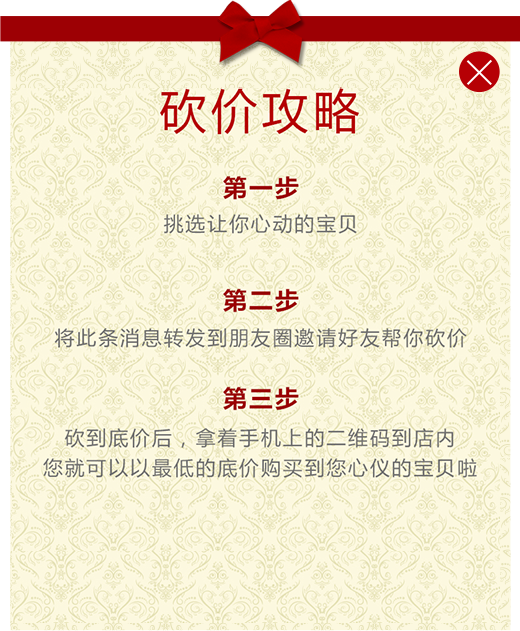 砍价攻略
第一步
挑选让你心动的宝贝
第二步
将此条消息转发到朋友圈邀请好友帮你砍价
第三步
砍到底价后，拿着手机上的二维码到店内
您就可以以最低的底价购买到您心仪的宝贝啦